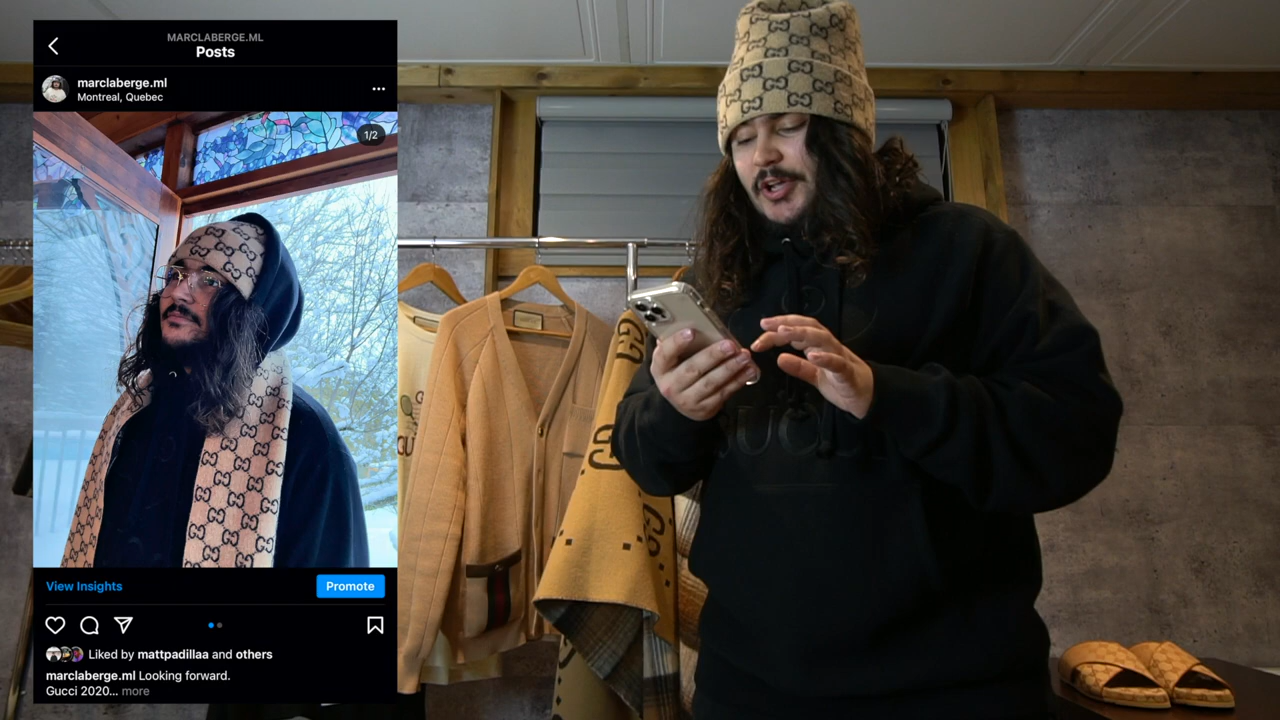 MARCLABERGE.ML
Posts
marclaberge.ml
Montreal, Quebec
1/2
View Insights
Promote
Liked by mattpadillaa and others
marclaberge.ml Looking forward.
Gucci 2020... more
GUCCI